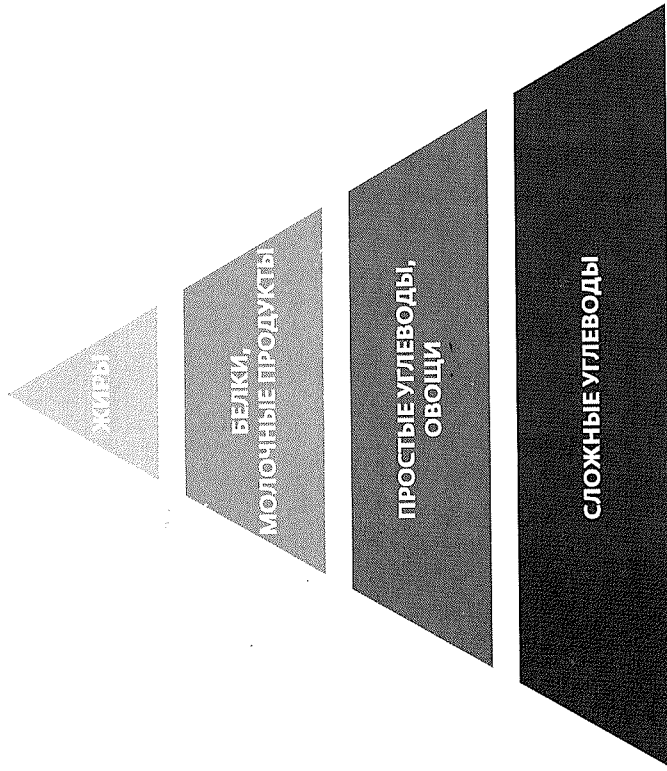 ЖИРЫ
БЕЛКИ,
МОЛОЧНЫЕ ПРОДУКТЫ
ПРОСТЫЕ УГЛЕВОДЫ,
ОВОЩИ
СЛОЖНЫЕ УГЛЕВОДЫ